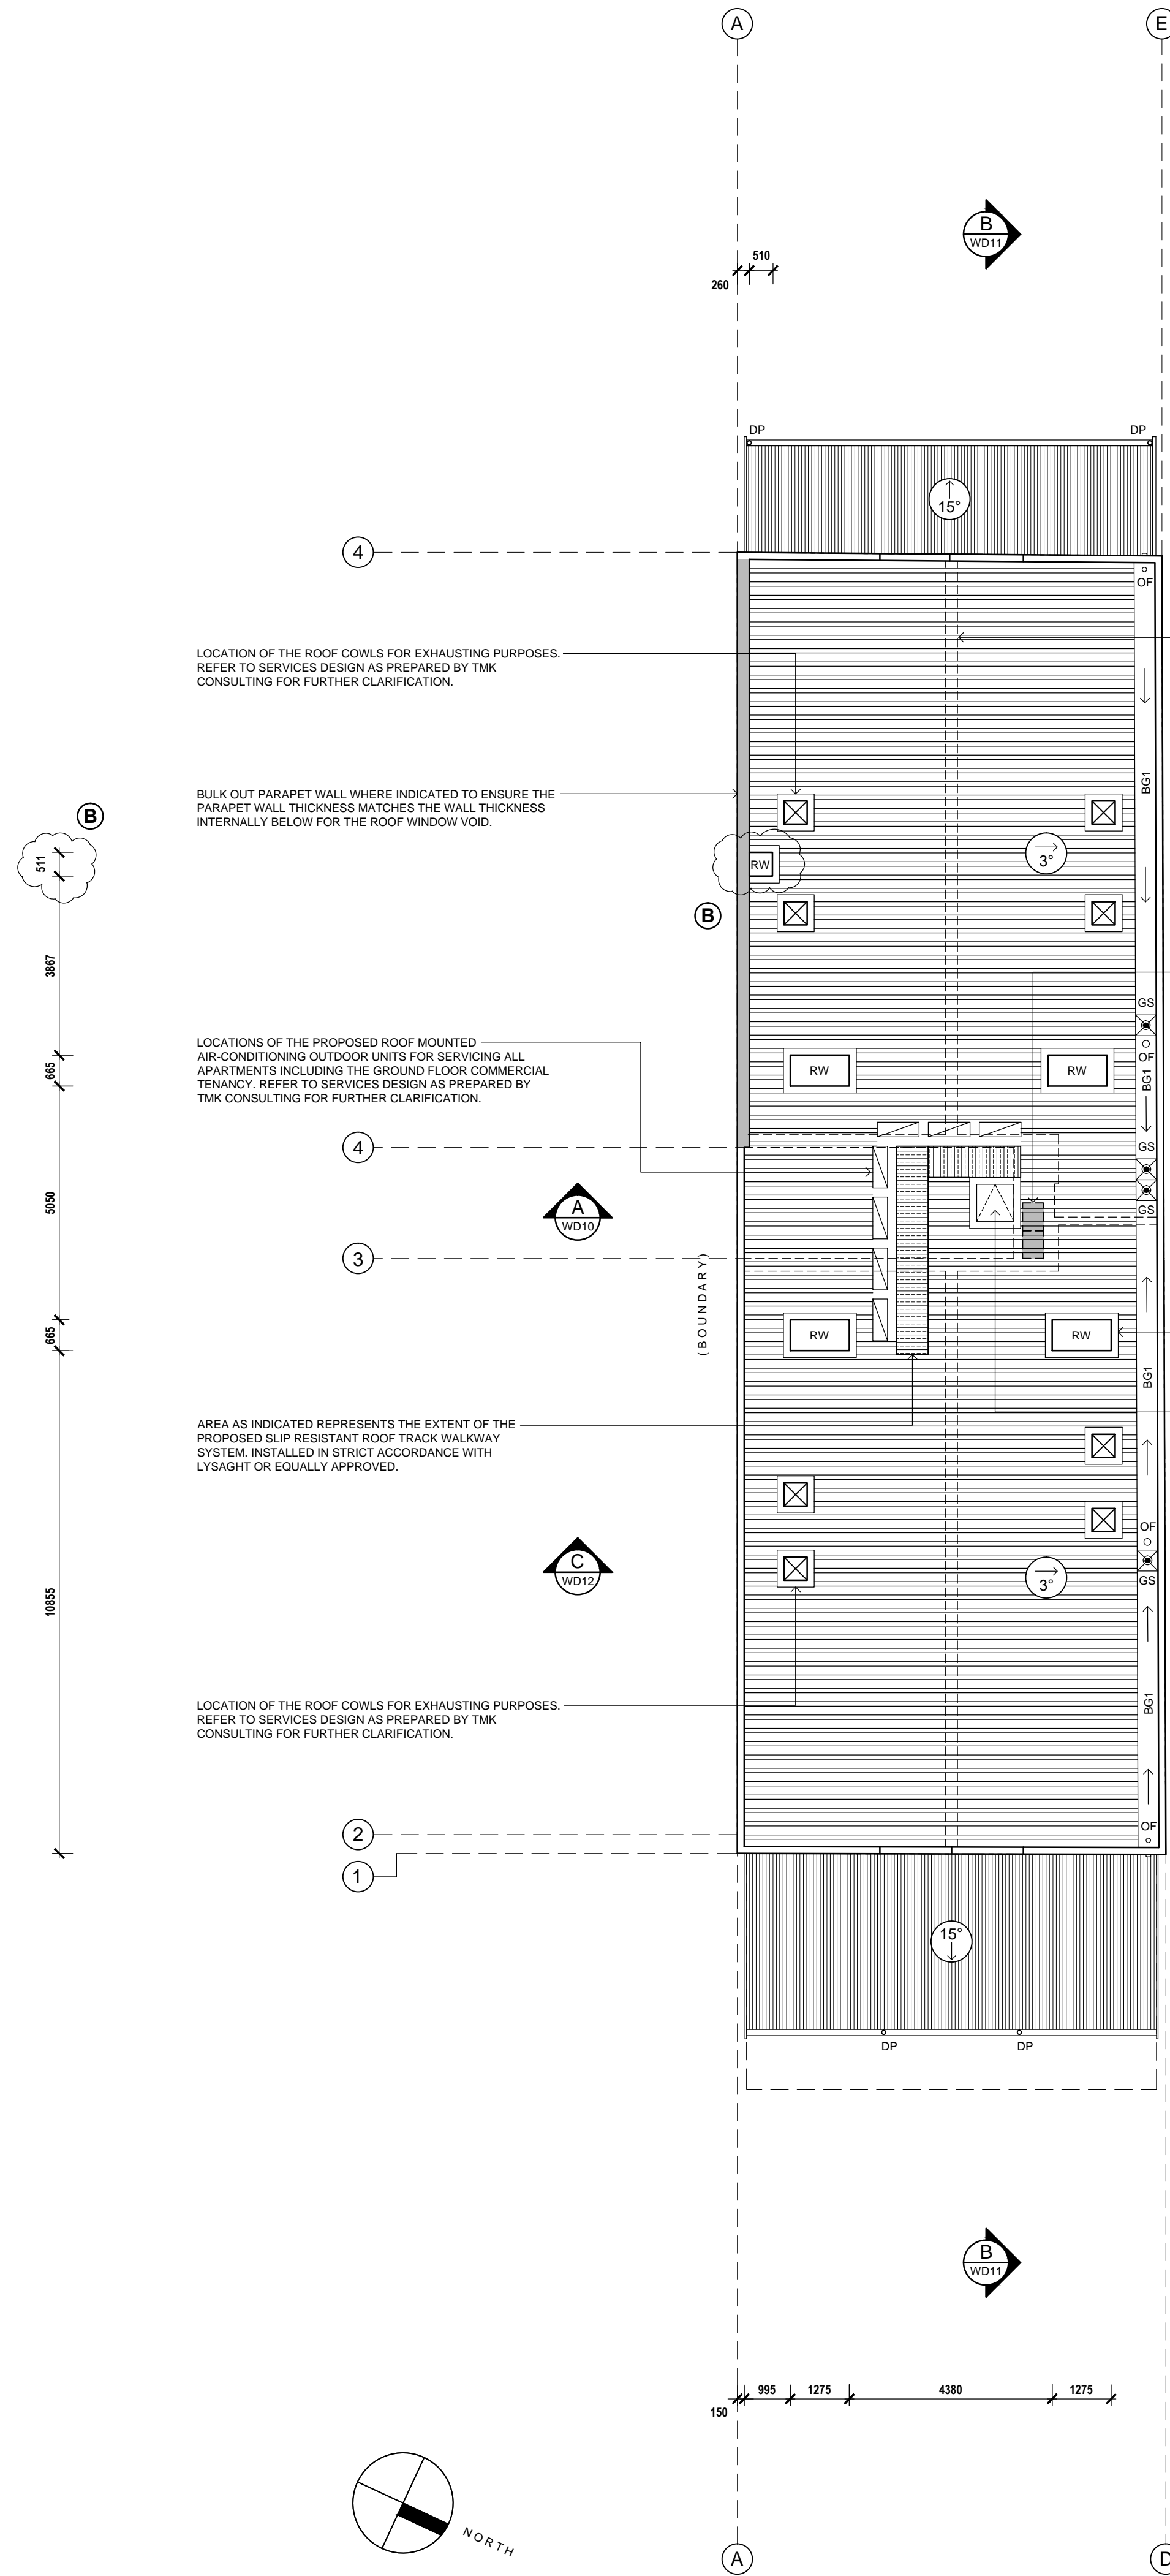 A
E
B
WD11
510
260
DP
DP
15°
4
OF
LOCATION OF THE ROOF COWLS FOR EXHAUSTING PURPOSES.
REFER TO SERVICES DESIGN AS PREPARED BY TMK
CONSULTING FOR FURTHER CLARIFICATION.
BG1
BULK OUT PARAPET WALL WHERE INDICATED TO ENSURE THE
PARAPET WALL THICKNESS MATCHES THE WALL THICKNESS
INTERNALLY BELOW FOR THE ROOF WINDOW VOID.
B
511
RW
3°
B
3867
GS
OF
BG1
LOCATIONS OF THE PROPOSED ROOF MOUNTED
AIR-CONDITIONING OUTDOOR UNITS FOR SERVICING ALL
APARTMENTS INCLUDING THE GROUND FLOOR COMMERCIAL
TENANCY. REFER TO SERVICES DESIGN AS PREPARED BY
TMK CONSULTING FOR FURTHER CLARIFICATION.
665
RW
RW
4
GS
5050
A
WD10
GS
3
(BOUNDARY)
665
RW
RW
BG1
AREA AS INDICATED REPRESENTS THE EXTENT OF THE
PROPOSED SLIP RESISTANT ROOF TRACK WALKWAY
SYSTEM. INSTALLED IN STRICT ACCORDANCE WITH
LYSAGHT OR EQUALLY APPROVED.
OF
C
WD12
3°
GS
10855
LOCATION OF THE ROOF COWLS FOR EXHAUSTING PURPOSES.
REFER TO SERVICES DESIGN AS PREPARED BY TMK
CONSULTING FOR FURTHER CLARIFICATION.
BG1
OF
2
1
15°
DP
DP
B
WD11
995
1275
4380
1275
150
NORTH
A
D